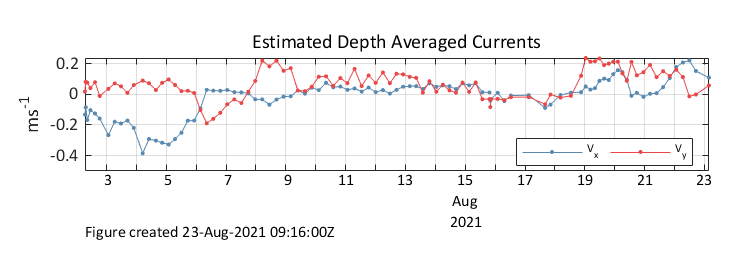 Estimated Depth Averaged Currents
0.2
0
-0.2
-0.4
ms-1
3 5 7 9 11 13 15 17 19 21 23
Aug
2021
Vx Vy
Figure created 23-Aug-2021 09:16:00Z